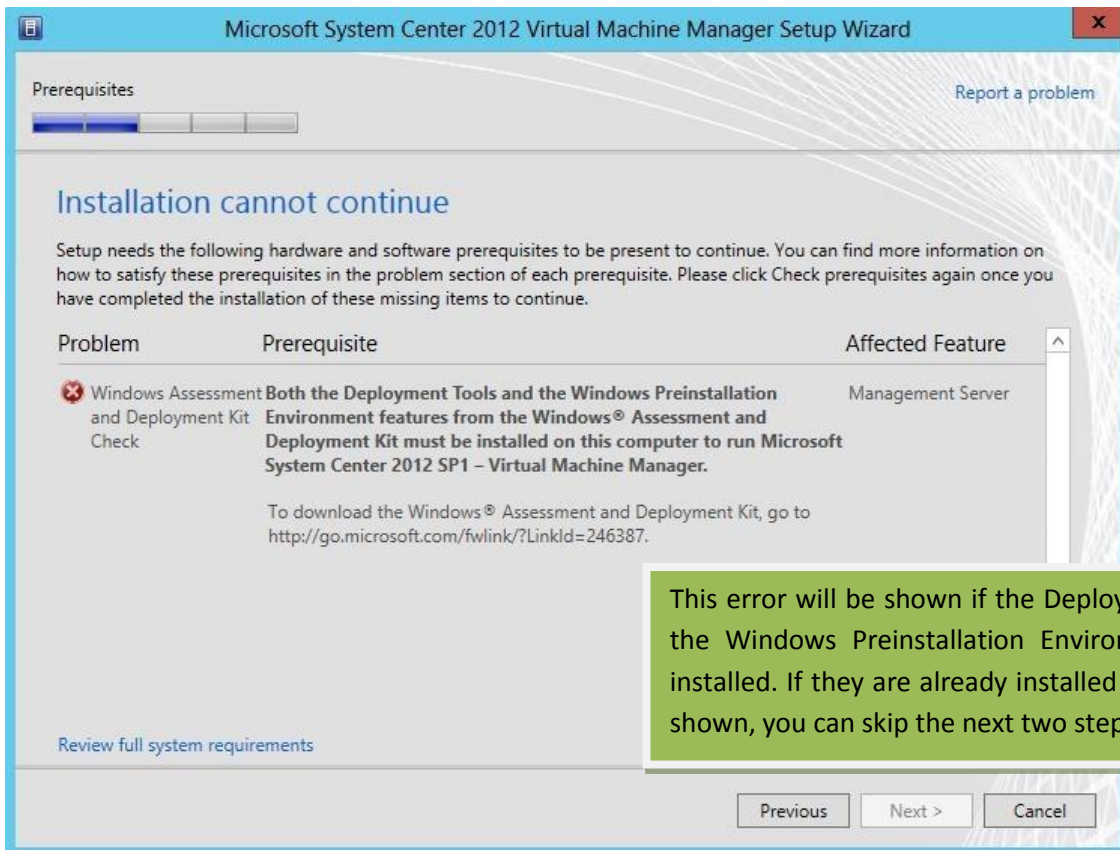 Microsoft System Center 2012 Virtual Machine Manager Setup Wizard
x
Prerequisites
Report a problem
Installation cannot continue
Setup needs the following hardware and software prerequisites to be present to continue. You can find more information on
how to satisfy these prerequisites in the problem section of each prerequisite. Please click Check prerequisites again once you
have completed the installation of these missing items to continue.
Problem Prerequisite Affected Feature
Windows Assessment Both the Deployment Tools and the Windows Preinstallation Management Server
and Deployment Kit Environment features from the Windows® Assessment and
Check Deployment Kit must be installed on this computer to run Microsoft
System Center 2012 SP1 – Virtual Machine Manager.
To download the Windows® Assessment and Deployment Kit, go to
http://go.microsoft.com/fwlink/?LinkId=246387.
This error will be shown if the Deploy
the Windows Preinstallation Environ
installed. If they are already installed
shown, you can skip the next two step
Review full system requirements
Previous Next > Cancel